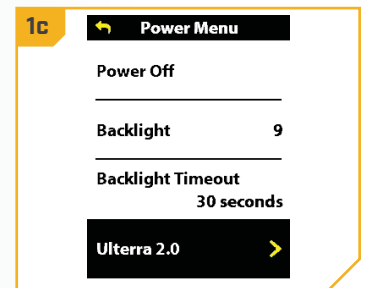 1c
Power Menu
Power Off
Backlight 9
Backlight Timeout
30 seconds
Ulterra 2.0